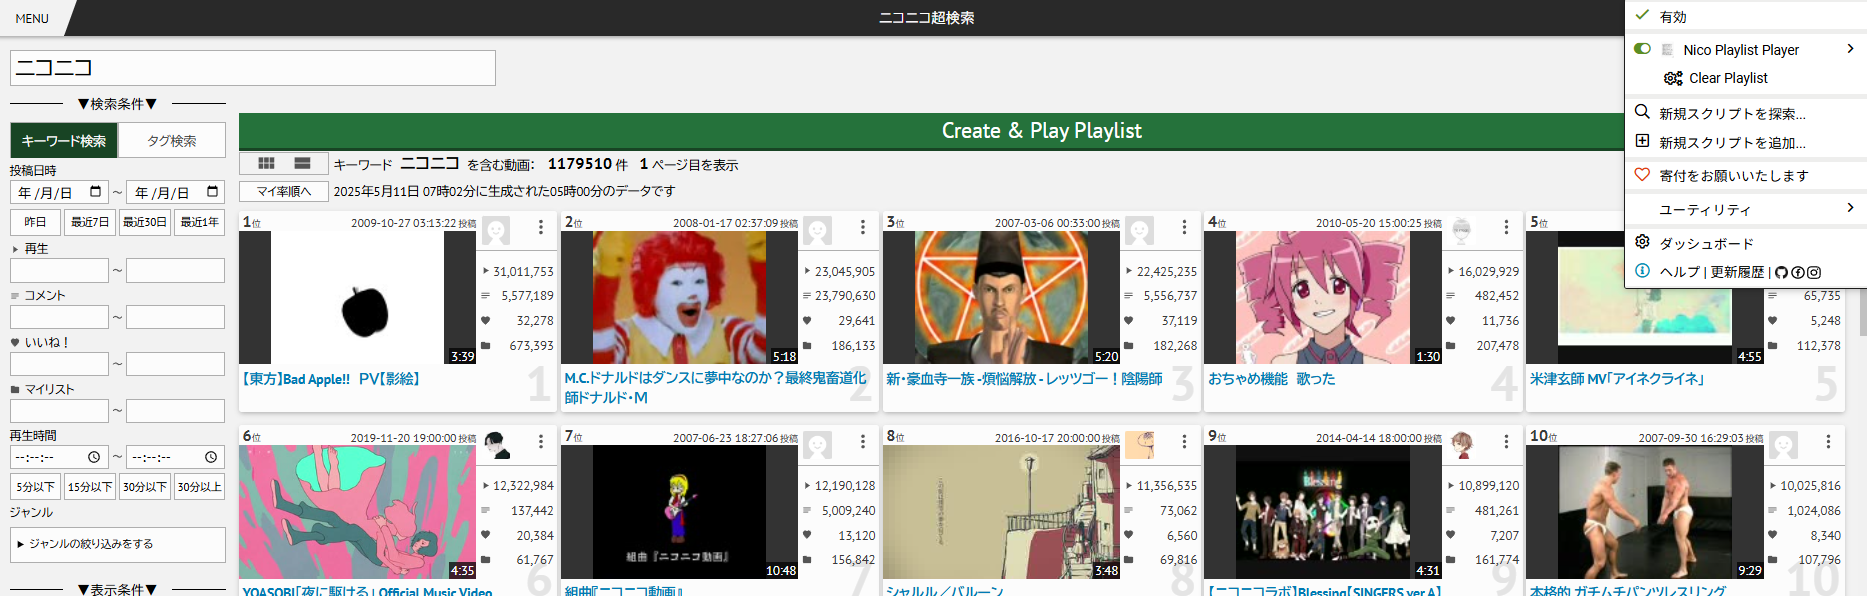 MENU
ニコニコ超検索
ニコニコ
▼検索条件▼
キーワード検索
タグ検索
投稿日時
年 /月/日
～
年 /月/日
昨日
最近7日
最近30日
最近1年
再生
～
コメント
～
いいね！
～
マイリスト
～
再生時間
--:--:--
～
--:--:--
5分以下
15分以下
30分以下
30分以上
ジャンル
▶ ジャンルの絞り込みをする
▼表示条件▼
Create & Play Playlist
キーワード ニコニコ を含む動画: 1179510 件 1 ページ目を表示
マイ率順へ
2025年5月11日 07時02分に生成された05時00分のデータです
1位
2009-10-27 03:13:22 投稿
31,011,753
5,577,189
32,278
673,393
3:39
【東方】Bad Apple!! PV【影絵】
1
2位
2008-01-17 02:37:09 投稿
23,045,905
23,790,630
29,641
186,133
5:18
M.C.ドナルドはダンスに夢中なのか？最終鬼畜道化
師ドナルド・M
2
3位
2007-03-06 00:33:00 投稿
22,425,235
5,556,737
37,119
182,268
5:20
新・豪血寺一族 -煩悩解放 - レッツゴー！陰陽師
3
4位
2010-05-20 15:00:25 投稿
16,029,929
482,452
11,736
207,478
1:30
おちゃめ機能 歌った
4
5位
65,735
5,248
112,378
4:55
米津玄師 MV「アイネクライネ」
5
6位
2019-11-20 19:00:00 投稿
12,322,984
137,442
20,384
61,767
4:35
YOASOBI「夜に駆ける」 Official Music Video
6
7位
2007-06-23 18:27:06 投稿
12,190,128
5,009,240
13,120
156,842
組曲『ニコニコ動画』
10:48
組曲『ニコニコ動画』
7
8位
2016-10-17 20:00:00 投稿
11,356,535
73,062
6,560
69,816
3:48
シャルル／バルーン
8
9位
2014-04-14 18:00:00 投稿
10,899,120
481,261
7,207
161,774
Blessing
4:31
【ニコニコラボ】Blessing【SINGERS ver.A】
9
10位
2007-09-30 16:29:03 投稿
10,025,816
1,024,086
8,340
107,796
9:29
本格的 ガチムチパンツレスリング
10
有効
Nico Playlist Player
Clear Playlist
新規スクリプトを探索...
新規スクリプトを追加...
寄付をお願いいたします
ユーティリティ
ダッシュボード
ヘルプ | 更新履歴 |